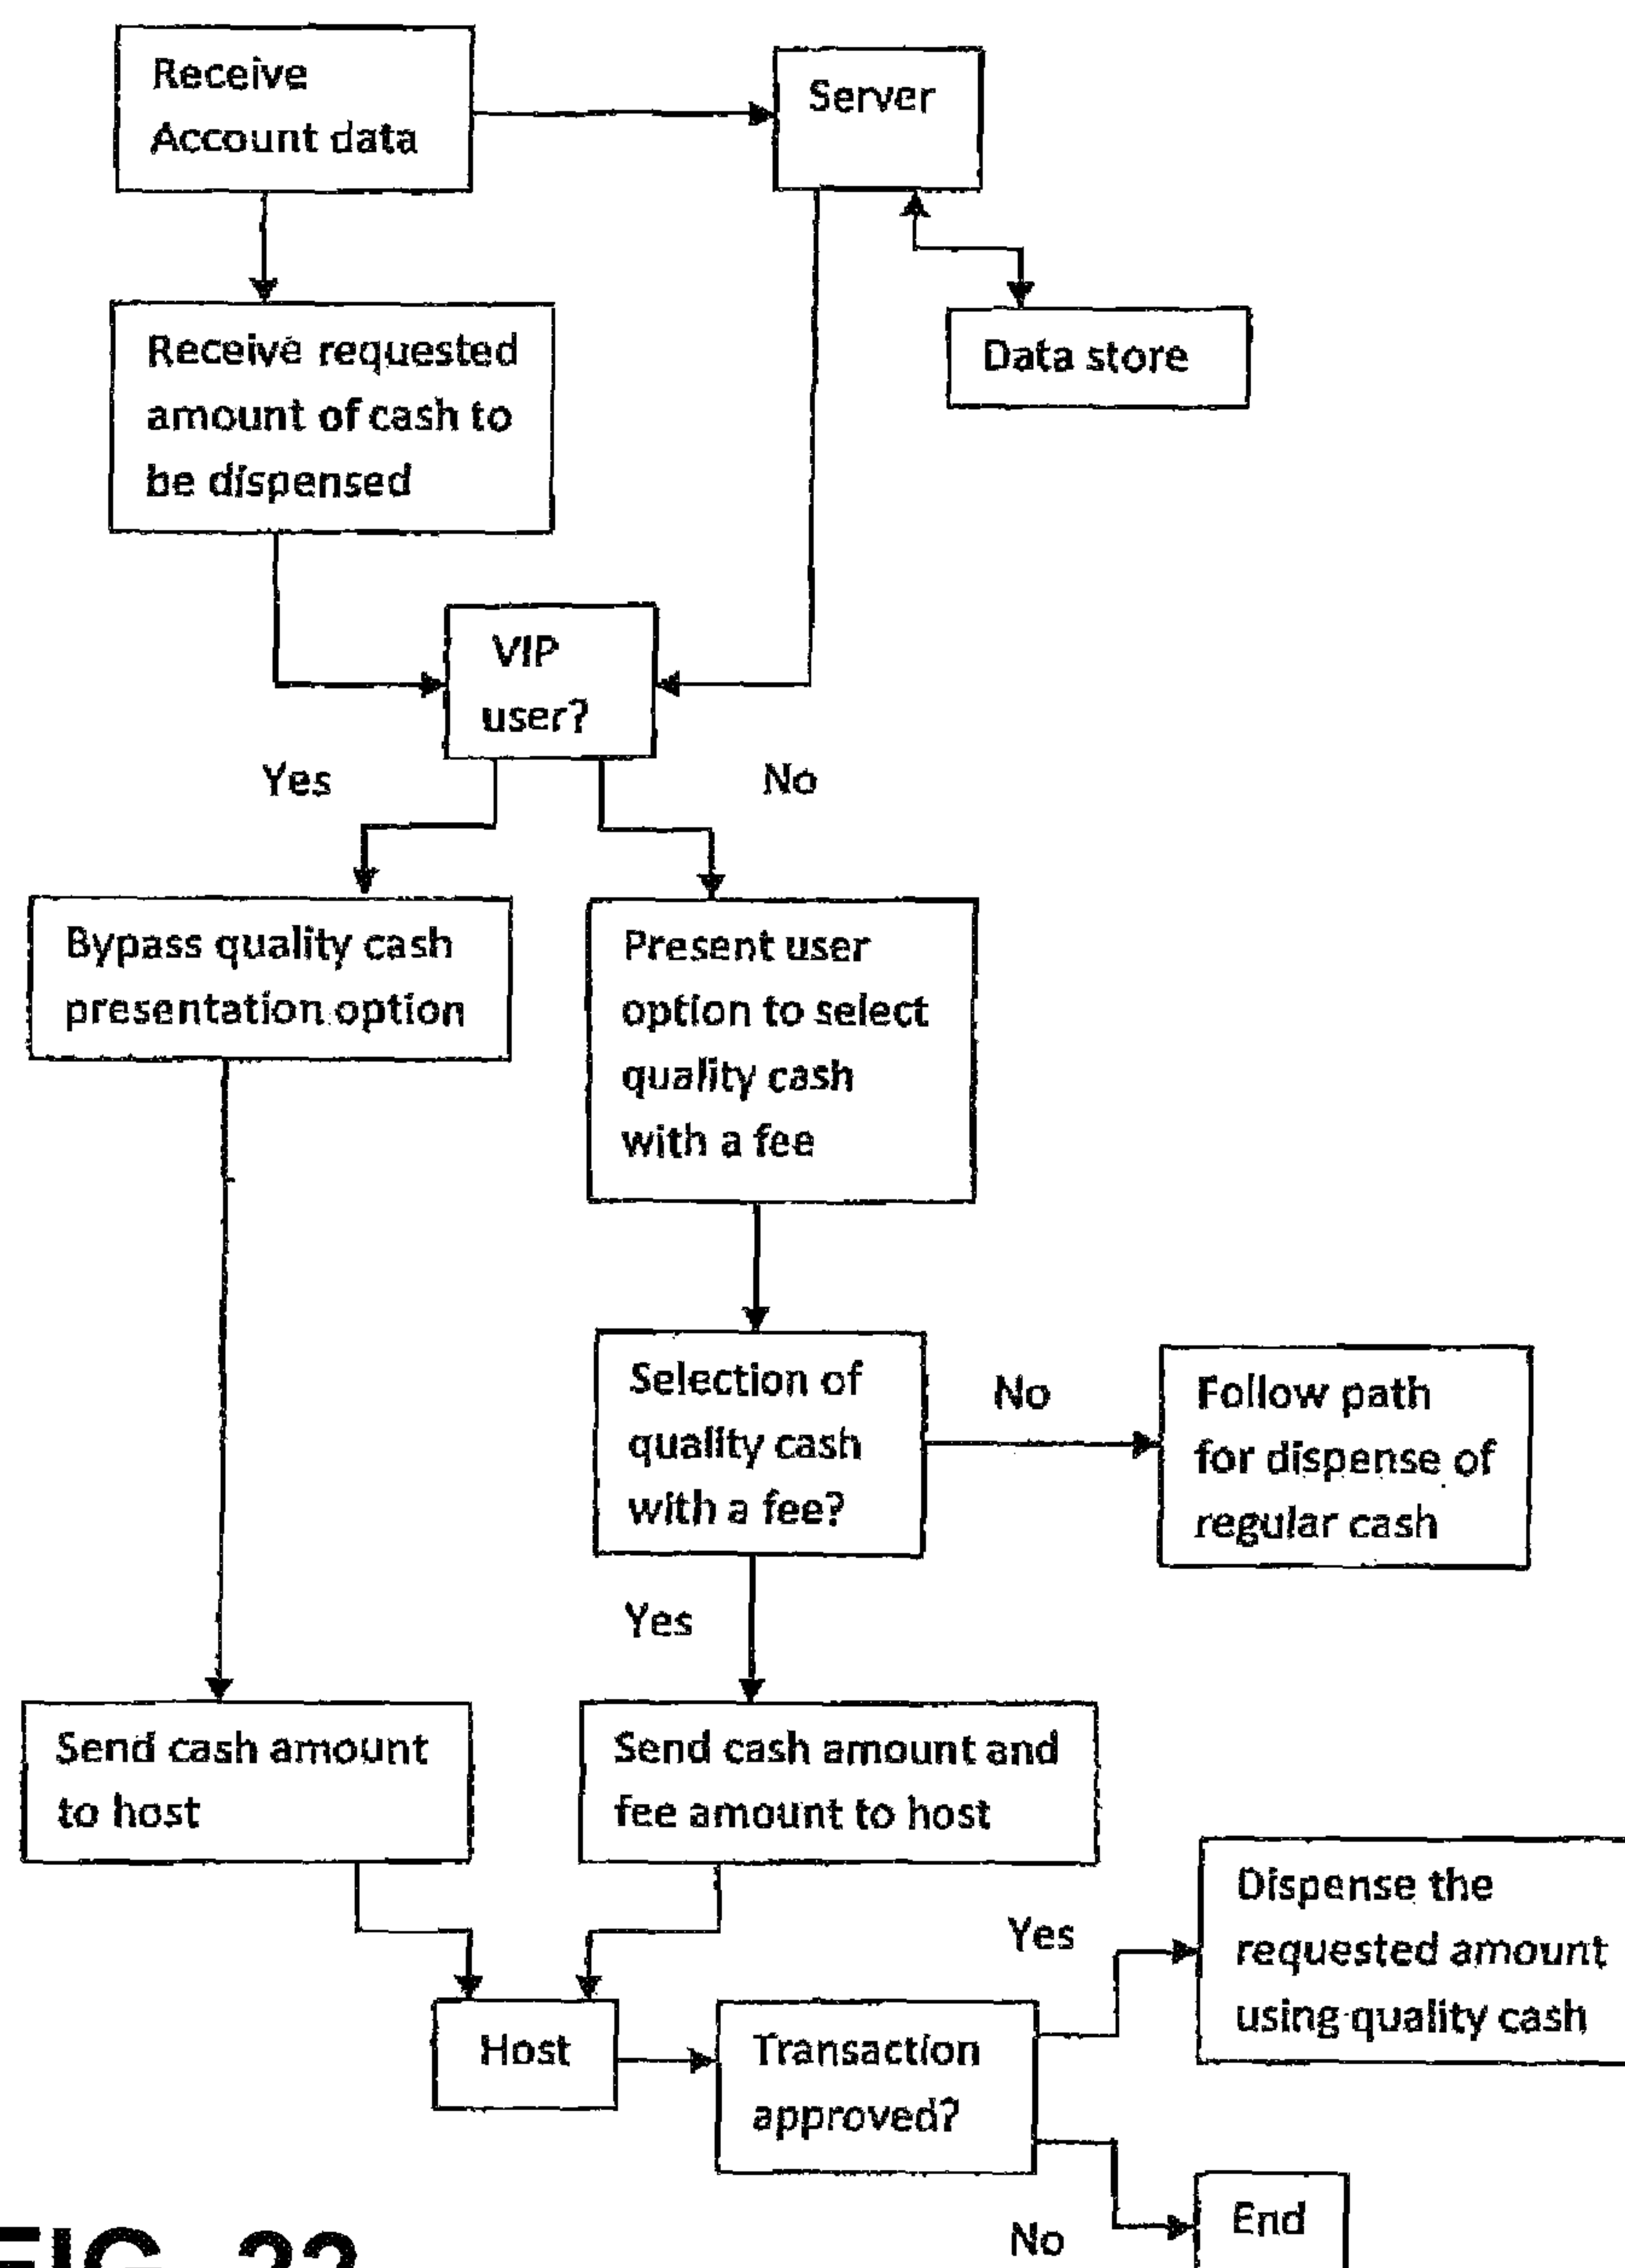 Receive
Account data
Server
Receive requested
amount of cash to
be dispensed
Data store
VIP
user?
Yes
No
Bypass quality cash
presentation option
Present user
option to select
quality cash
with a fee
Selection of
quality cash
with a fee?
No
Follow path
for dispense of
regular cash
Yes
Send cash amount
to host
Send cash amount and
fee amount to host
Dispense the
requested amount
using quality cash
Yes
Host
Transaction
approved?
End
No